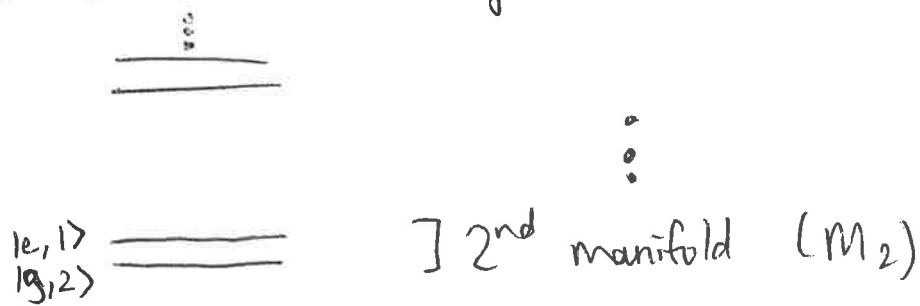 |e,1>
|g,2>
] 2nd manifold (M2)